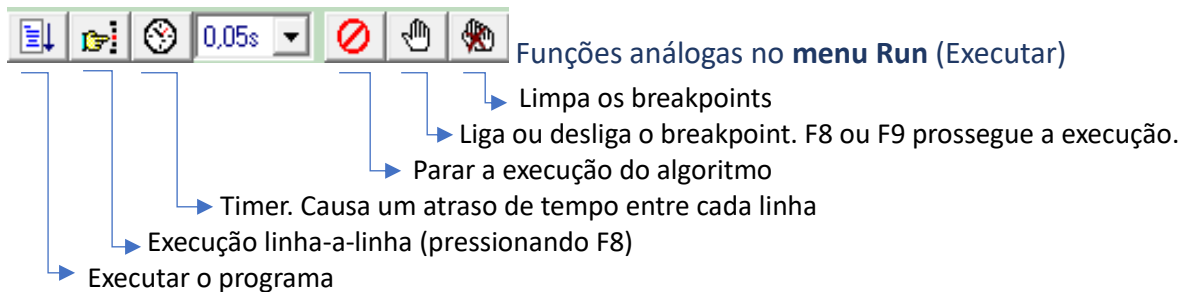 0,05s
Funções análogas no menu Run (Executar)
Limpa os breakpoints
Liga ou desliga o breakpoint. F8 ou F9 prossegue a execução.
Parar a execução do algoritmo
Timer. Causa um atraso de tempo entre cada linha
Execução linha-a-linha (pressionando F8)
Executar o programa